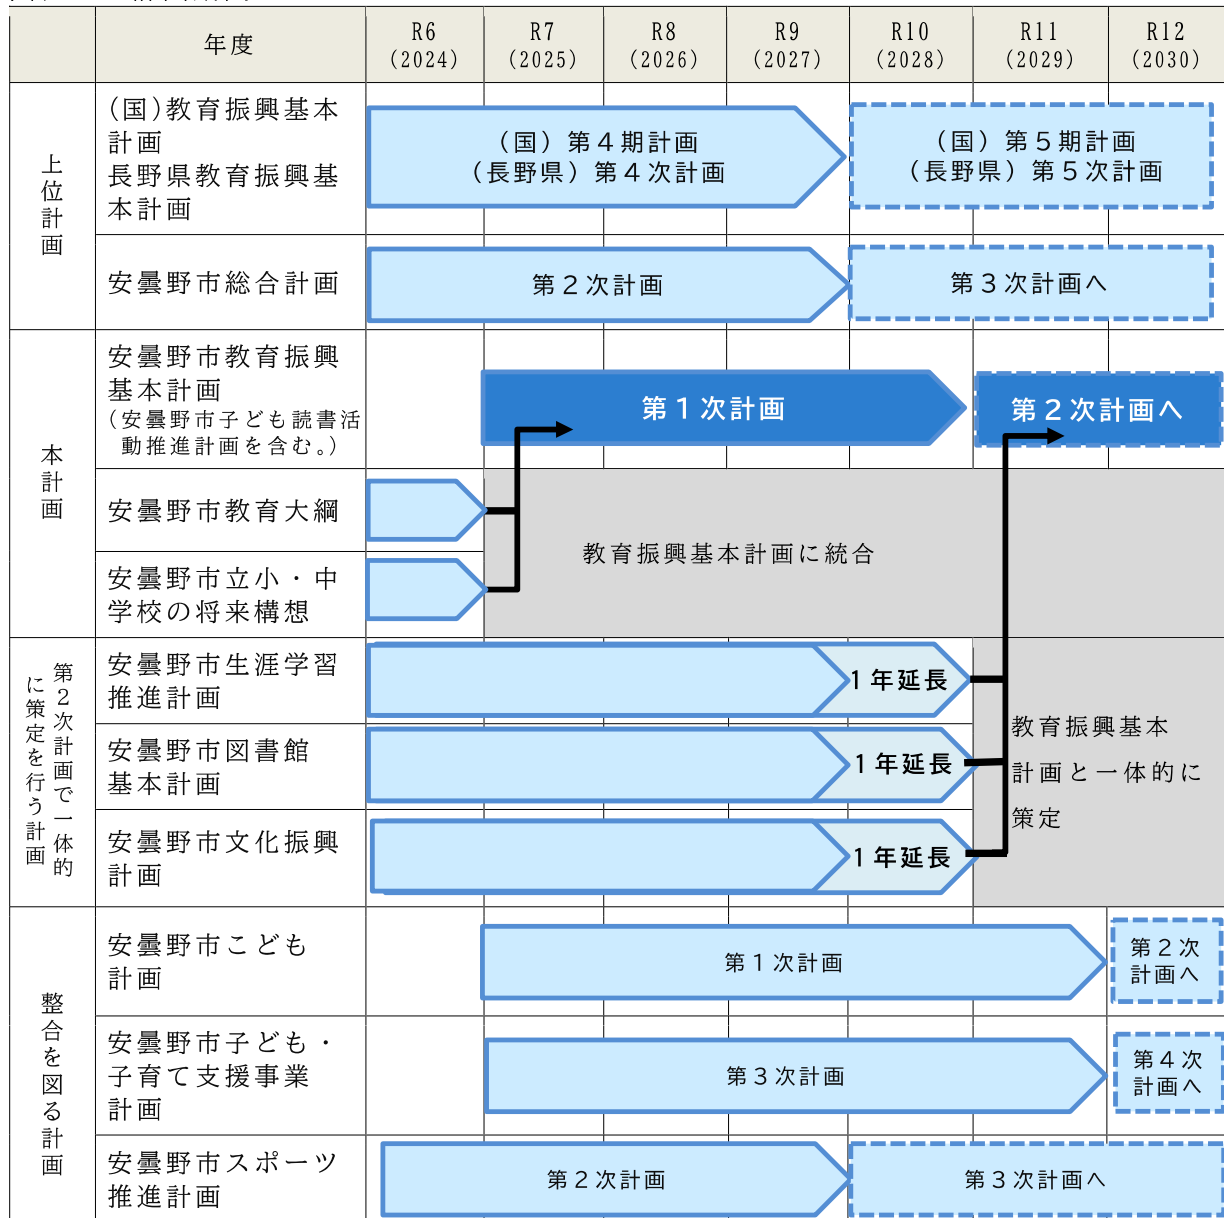 年度
R6
(2024)
R7
(2025)
R8
(2026)
R9
(2027)
R10
(2028)
R11
(2029)
R12
(2030)
上位計画
(国)教育振興基本
計画
長野県教育振興基
本計画
(国)第4期計画
(長野県)第4次計画
(国)第5期計画
(長野県)第5次計画
安曇野市総合計画
第2次計画
第3次計画へ
本計画
安曇野市教育振興
基本計画
(安曇野市子ども読書活
動推進計画を含む。)
第1次計画
第2次計画へ
安曇野市教育大綱
教育振興基本計画に統合
安曇野市立小・中
学校の将来構想
第2次計画で一体的
に策定を行う計画
安曇野市生涯学習
推進計画
1年延長
安曇野市図書館
基本計画
1年延長
安曇野市文化振興
計画
1年延長
教育振興基本
計画と一体的に
策定
整合を図る計画
安曇野市こども
計画
第1次計画
第2次
計画へ
安曇野市子ども・
子育て支援事業
計画
第3次計画
第4次
計画へ
安曇野市スポーツ
推進計画
第2次計画
第3次計画へ